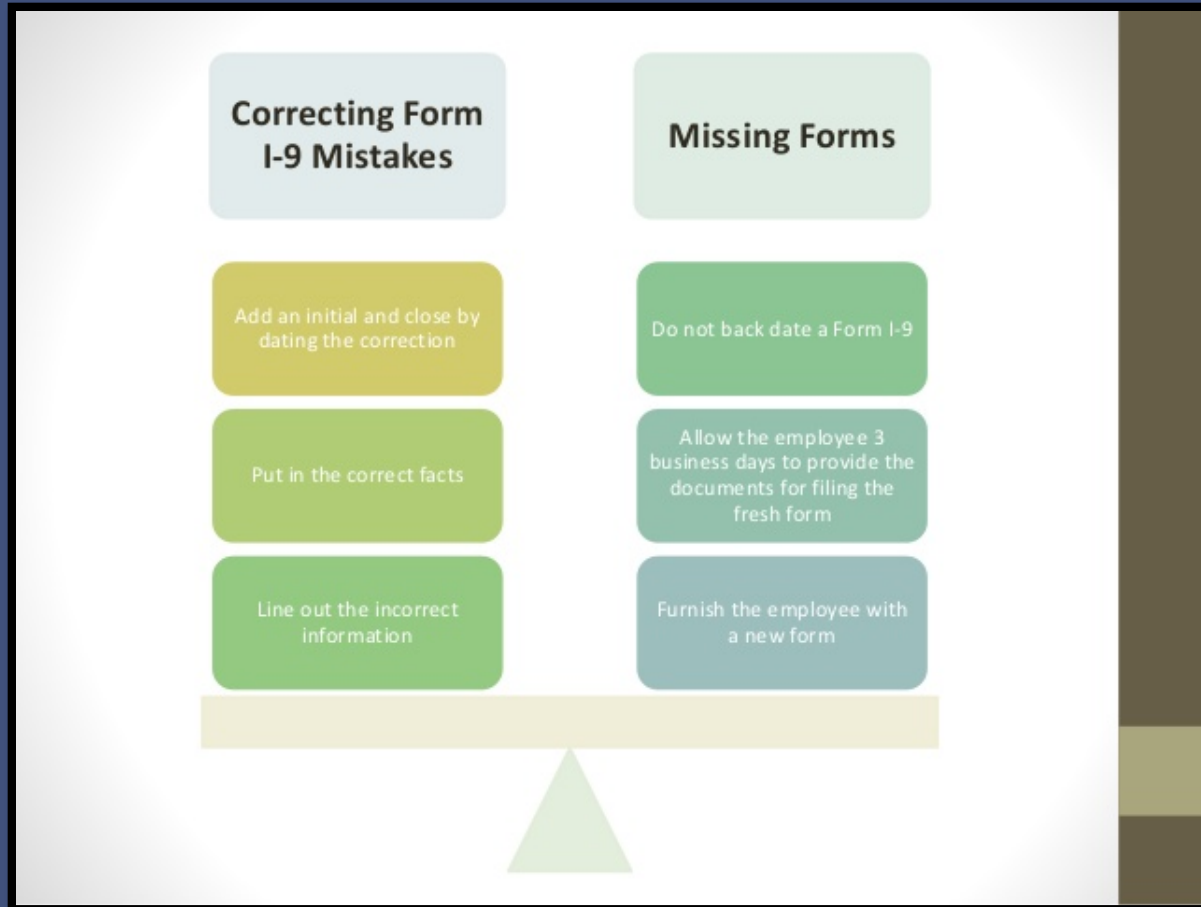 Correcting Form
I-9 Mistakes
Add an initial and close by
dating the correction
Put in the correct facts
Line out the incorrect
information
Missing Forms
Do not back date a Form I-9
Allow the employee 3
business days to provide the
documents for filing the
fresh form
Furnish the employee with
a new form